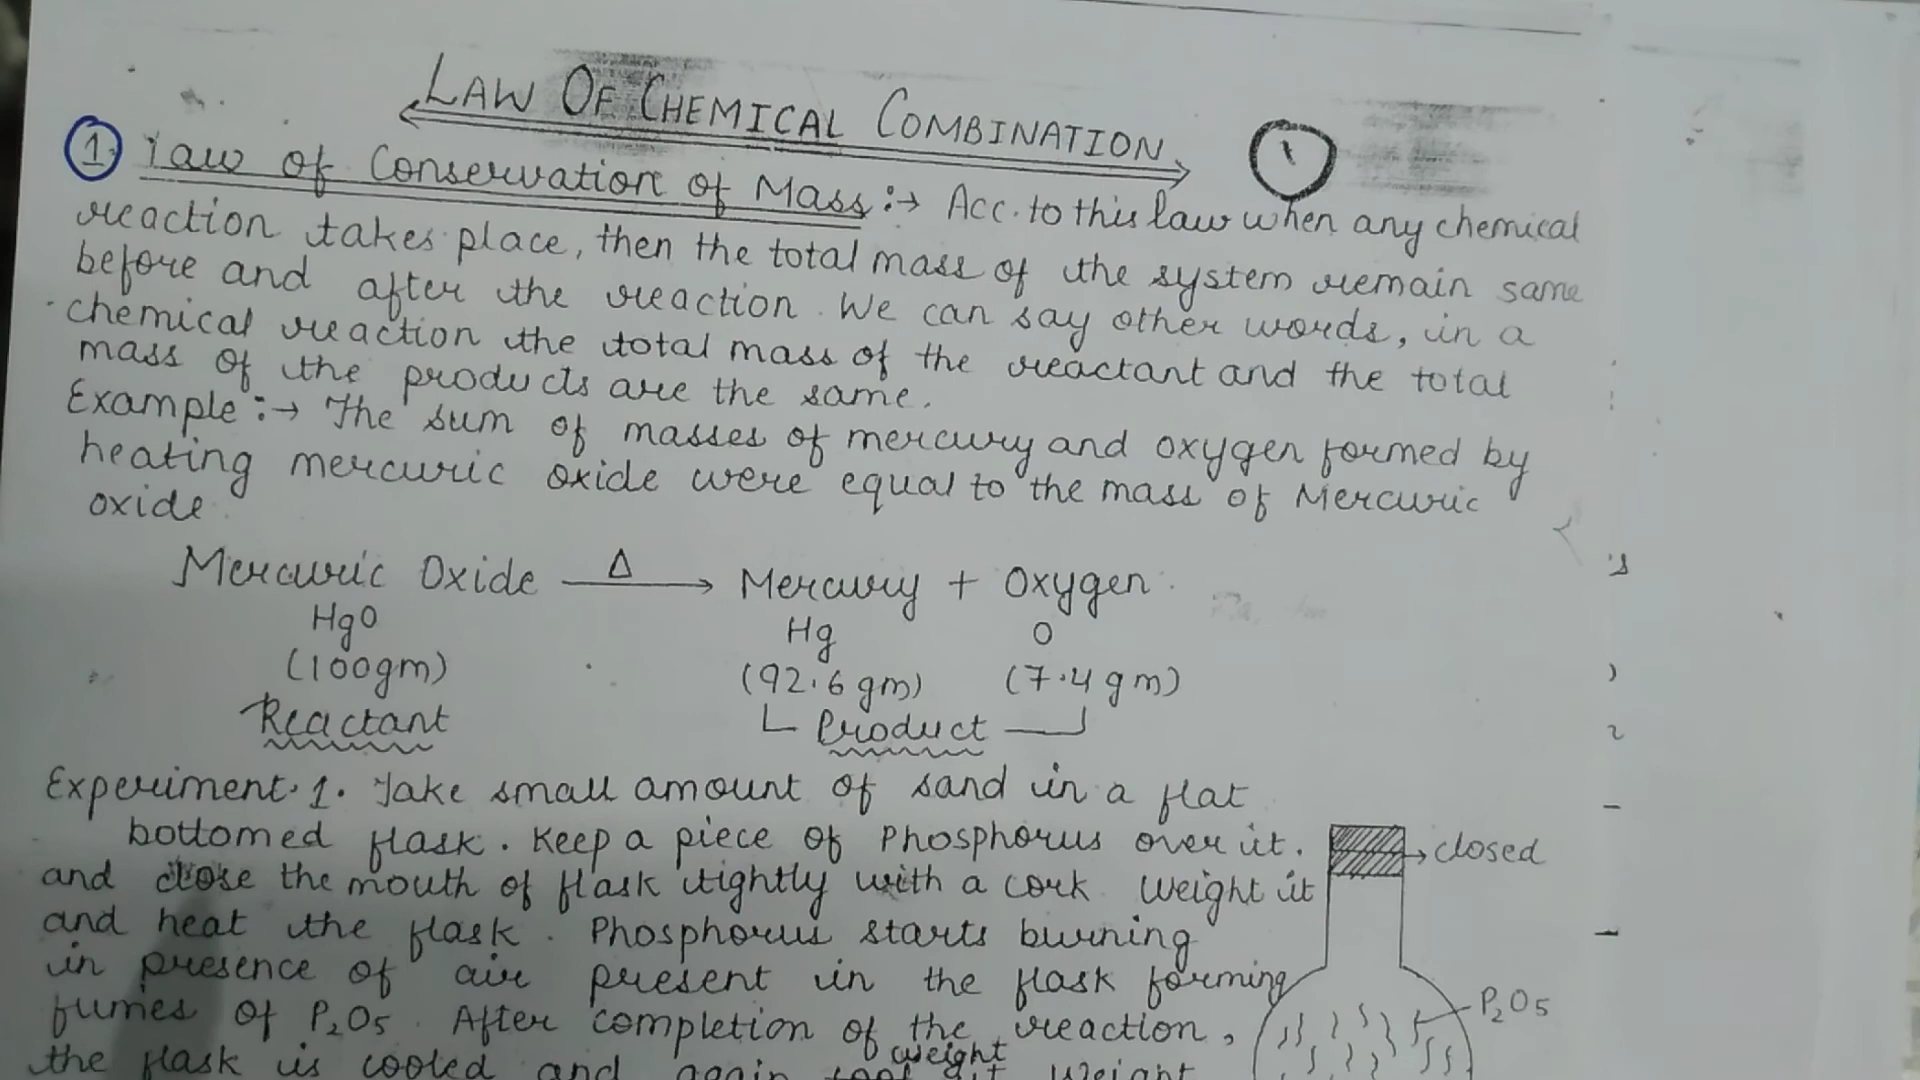 LAW OF CHEMICAL COMBINATION
1
1. Law of Conservation of Mass :→ Acc. to this law when any chemical
reaction takes place, then the total mass of the system remain same
before and after the reaction. We can say other words, in a
chemical reaction the total mass of the reactant and the total
mass of the products are the same.
Example :→ The sum of masses of mercury and oxygen formed by
heating mercuric oxide were equal to the mass of Mercuric
oxide.
Mercuric Oxide —Δ→ Mercury + Oxygen.
HgO Hg O
(100gm) (92.6 gm) (7.4 gm)
Reactant Product
Experiment.1. Take small amount of sand in a flat
bottomed flask. Keep a piece of Phosphorus over it.
closed
and close the mouth of flask tightly with a cork. Weight it
and heat the flask. Phosphorus starts burning
in presence of air present in the flask forming
fumes of P₂O5. After completion of the reaction,
P₂O5
weight
the flask is cooled and again it weight